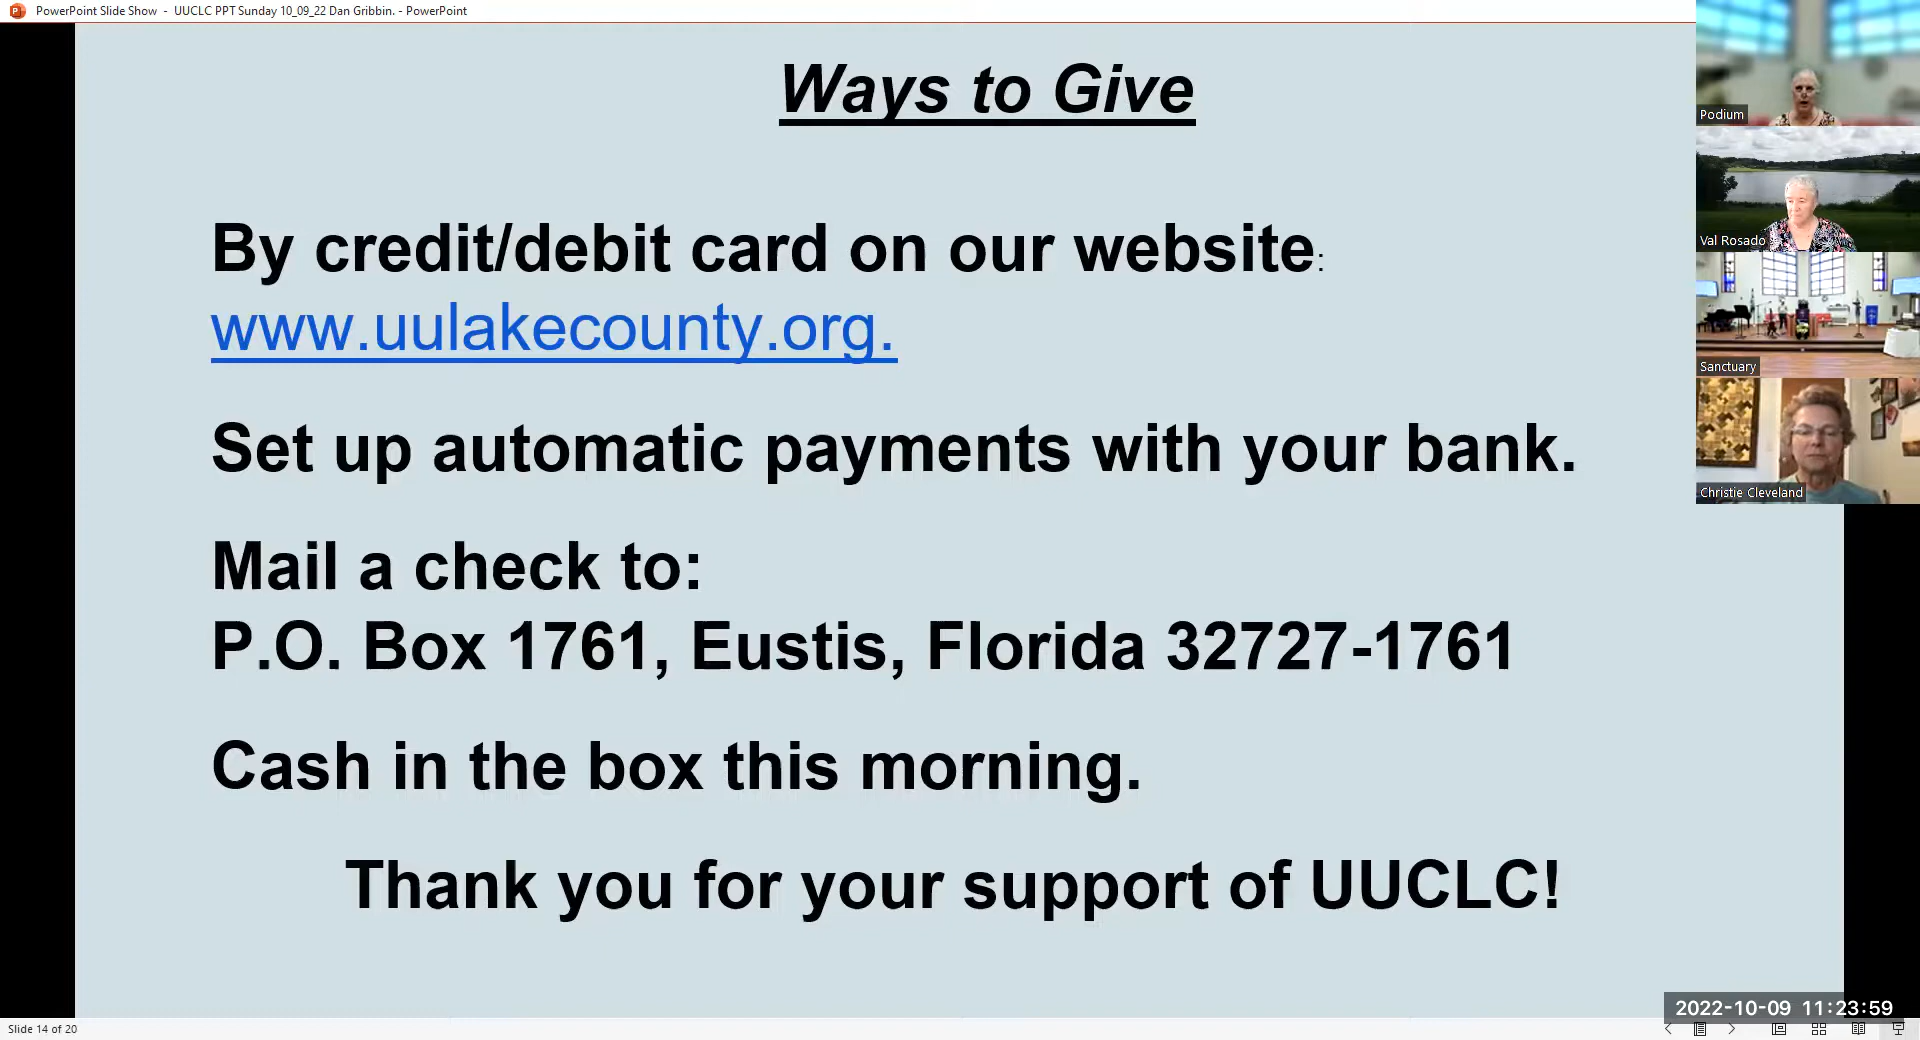 PowerPoint Slide Show - UUCLC PPT Sunday 10_09_22 Dan Gribbin. - PowerPoint
Ways to Give
By credit/debit card on our website:
www.uulakecounty.org.
Set up automatic payments with your bank.
Mail a check to:
P.O. Box 1761, Eustis, Florida 32727-1761
Cash in the box this morning.
Thank you for your support of UUCLC!
Podium
Val Rosado
Sanctuary
Christie Cleveland
2022-10-09 11:23:59
Slide 14 of 20